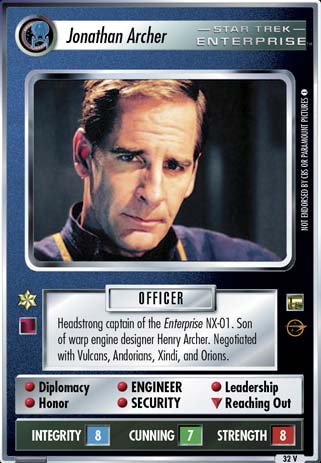 Jonathan Archer
STAR TREK
ENTERPRISE
NOT ENDORSED BY CBS OR PARAMOUNT PICTURES
OFFICER
Headstrong captain of the Enterprise NX-01. Son
of warp engine designer Henry Archer. Negotiated
with Vulcans, Andorians, Xindi, and Orions.
Diplomacy ENGINEER Leadership
Honor SECURITY Reaching Out
INTEGRITY 8 CUNNING 7 STRENGTH 8
32 V